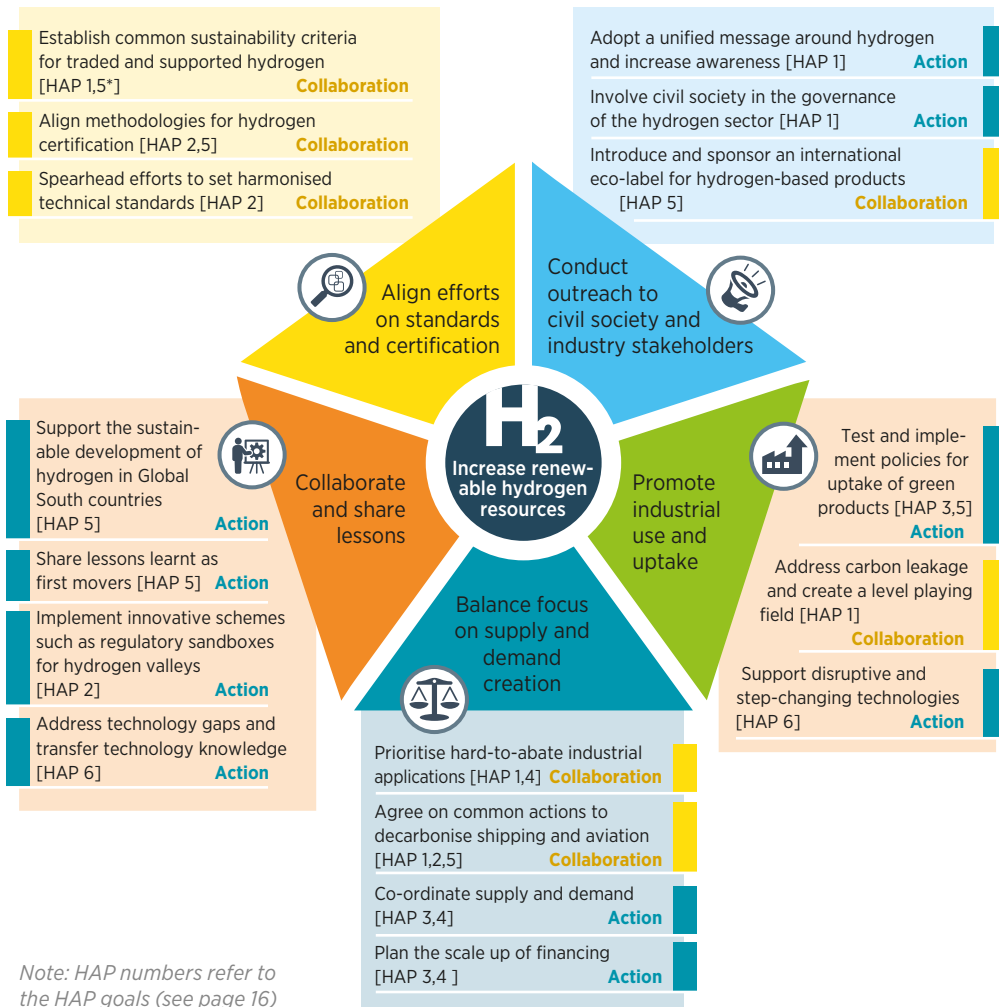 Establish common sustainability criteria
for traded and supported hydrogen
[HAP 1,5*] Collaboration
Align methodologies for hydrogen
certification [HAP 2,5] Collaboration
Spearhead efforts to set harmonised
technical standards [HAP 2] Collaboration
Adopt a unified message around hydrogen
and increase awareness [HAP 1] Action
Involve civil society in the governance
of the hydrogen sector [HAP 1] Action
Introduce and sponsor an international
eco-label for hydrogen-based products
[HAP 5] Collaboration
Align efforts
on standards
and certification
Conduct
outreach to
civil society and
industry stakeholders
H2
Increase renew-
able hydrogen
resources
Support the sustain-
able development of
hydrogen in Global
South countries
[HAP 5] Action
Share lessons learnt as
first movers [HAP 5] Action
Implement innovative schemes
such as regulatory sandboxes
for hydrogen valleys
[HAP 2] Action
Address technology gaps and
transfer technology knowledge
[HAP 6] Action
Collaborate
and share
lessons
Promote
industrial
use and
uptake
Test and imple-
ment policies for
uptake of green
products [HAP 3,5]
Action
Address carbon leakage
and create a level playing
field [HAP 1]
Collaboration
Support disruptive and
step-changing technologies
[HAP 6] Action
Balance focus
on supply and
demand
creation
Prioritise hard-to-abate industrial
applications [HAP 1,4] Collaboration
Agree on common actions to
decarbonise shipping and aviation
[HAP 1,2,5] Collaboration
Co-ordinate supply and demand
[HAP 3,4] Action
Plan the scale up of financing
[HAP 3,4 ] Action
Note: HAP numbers refer to
the HAP goals (see page 16)